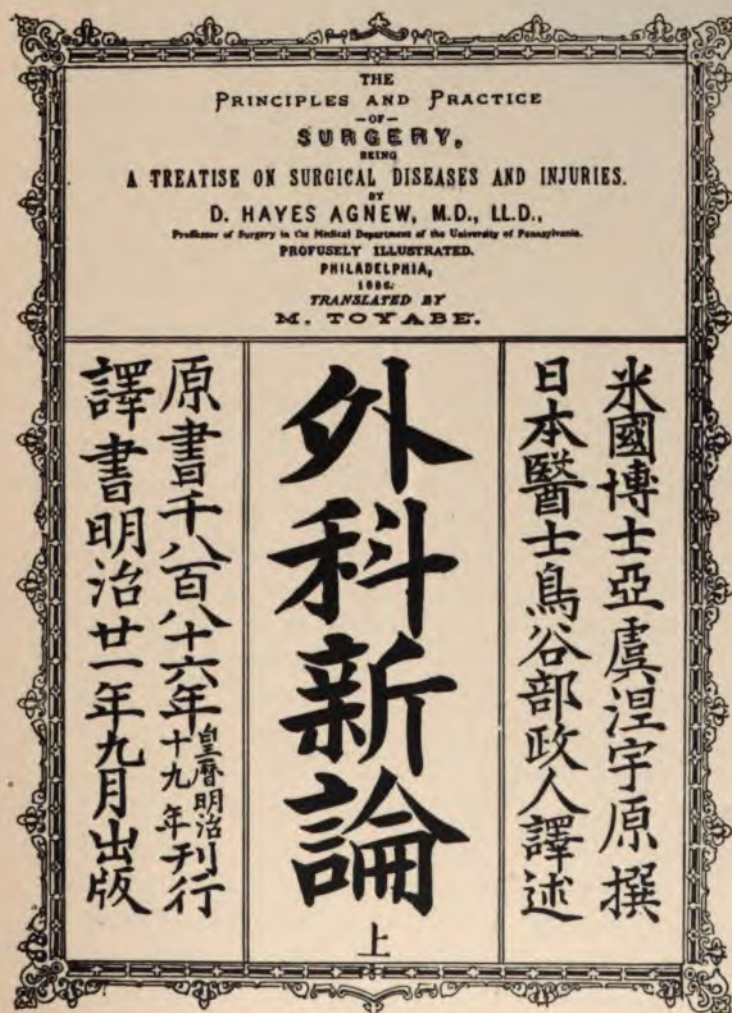 THE
PRINCIPLES AND PRACTICE
—OF—
SURGERY,
BEING
A TREATISE ON SURGICAL DISEASES AND INJURIES.
BY
D. HAYES AGNEW, M.D., LL.D.,
Professor of Surgery in the Medical Department of the University of Pennsylvania.
PROFUSELY ILLUSTRATED.
PHILADELPHIA,
1886.
TRANSLATED BY
M. TOYABE.
米國博士亞虞涅宇原撰
日本醫士鳥谷部政人譯述
外科新論
上
原書千八百八十六年皇曆明治十九年刊行
譯書明治廿一年九月出版